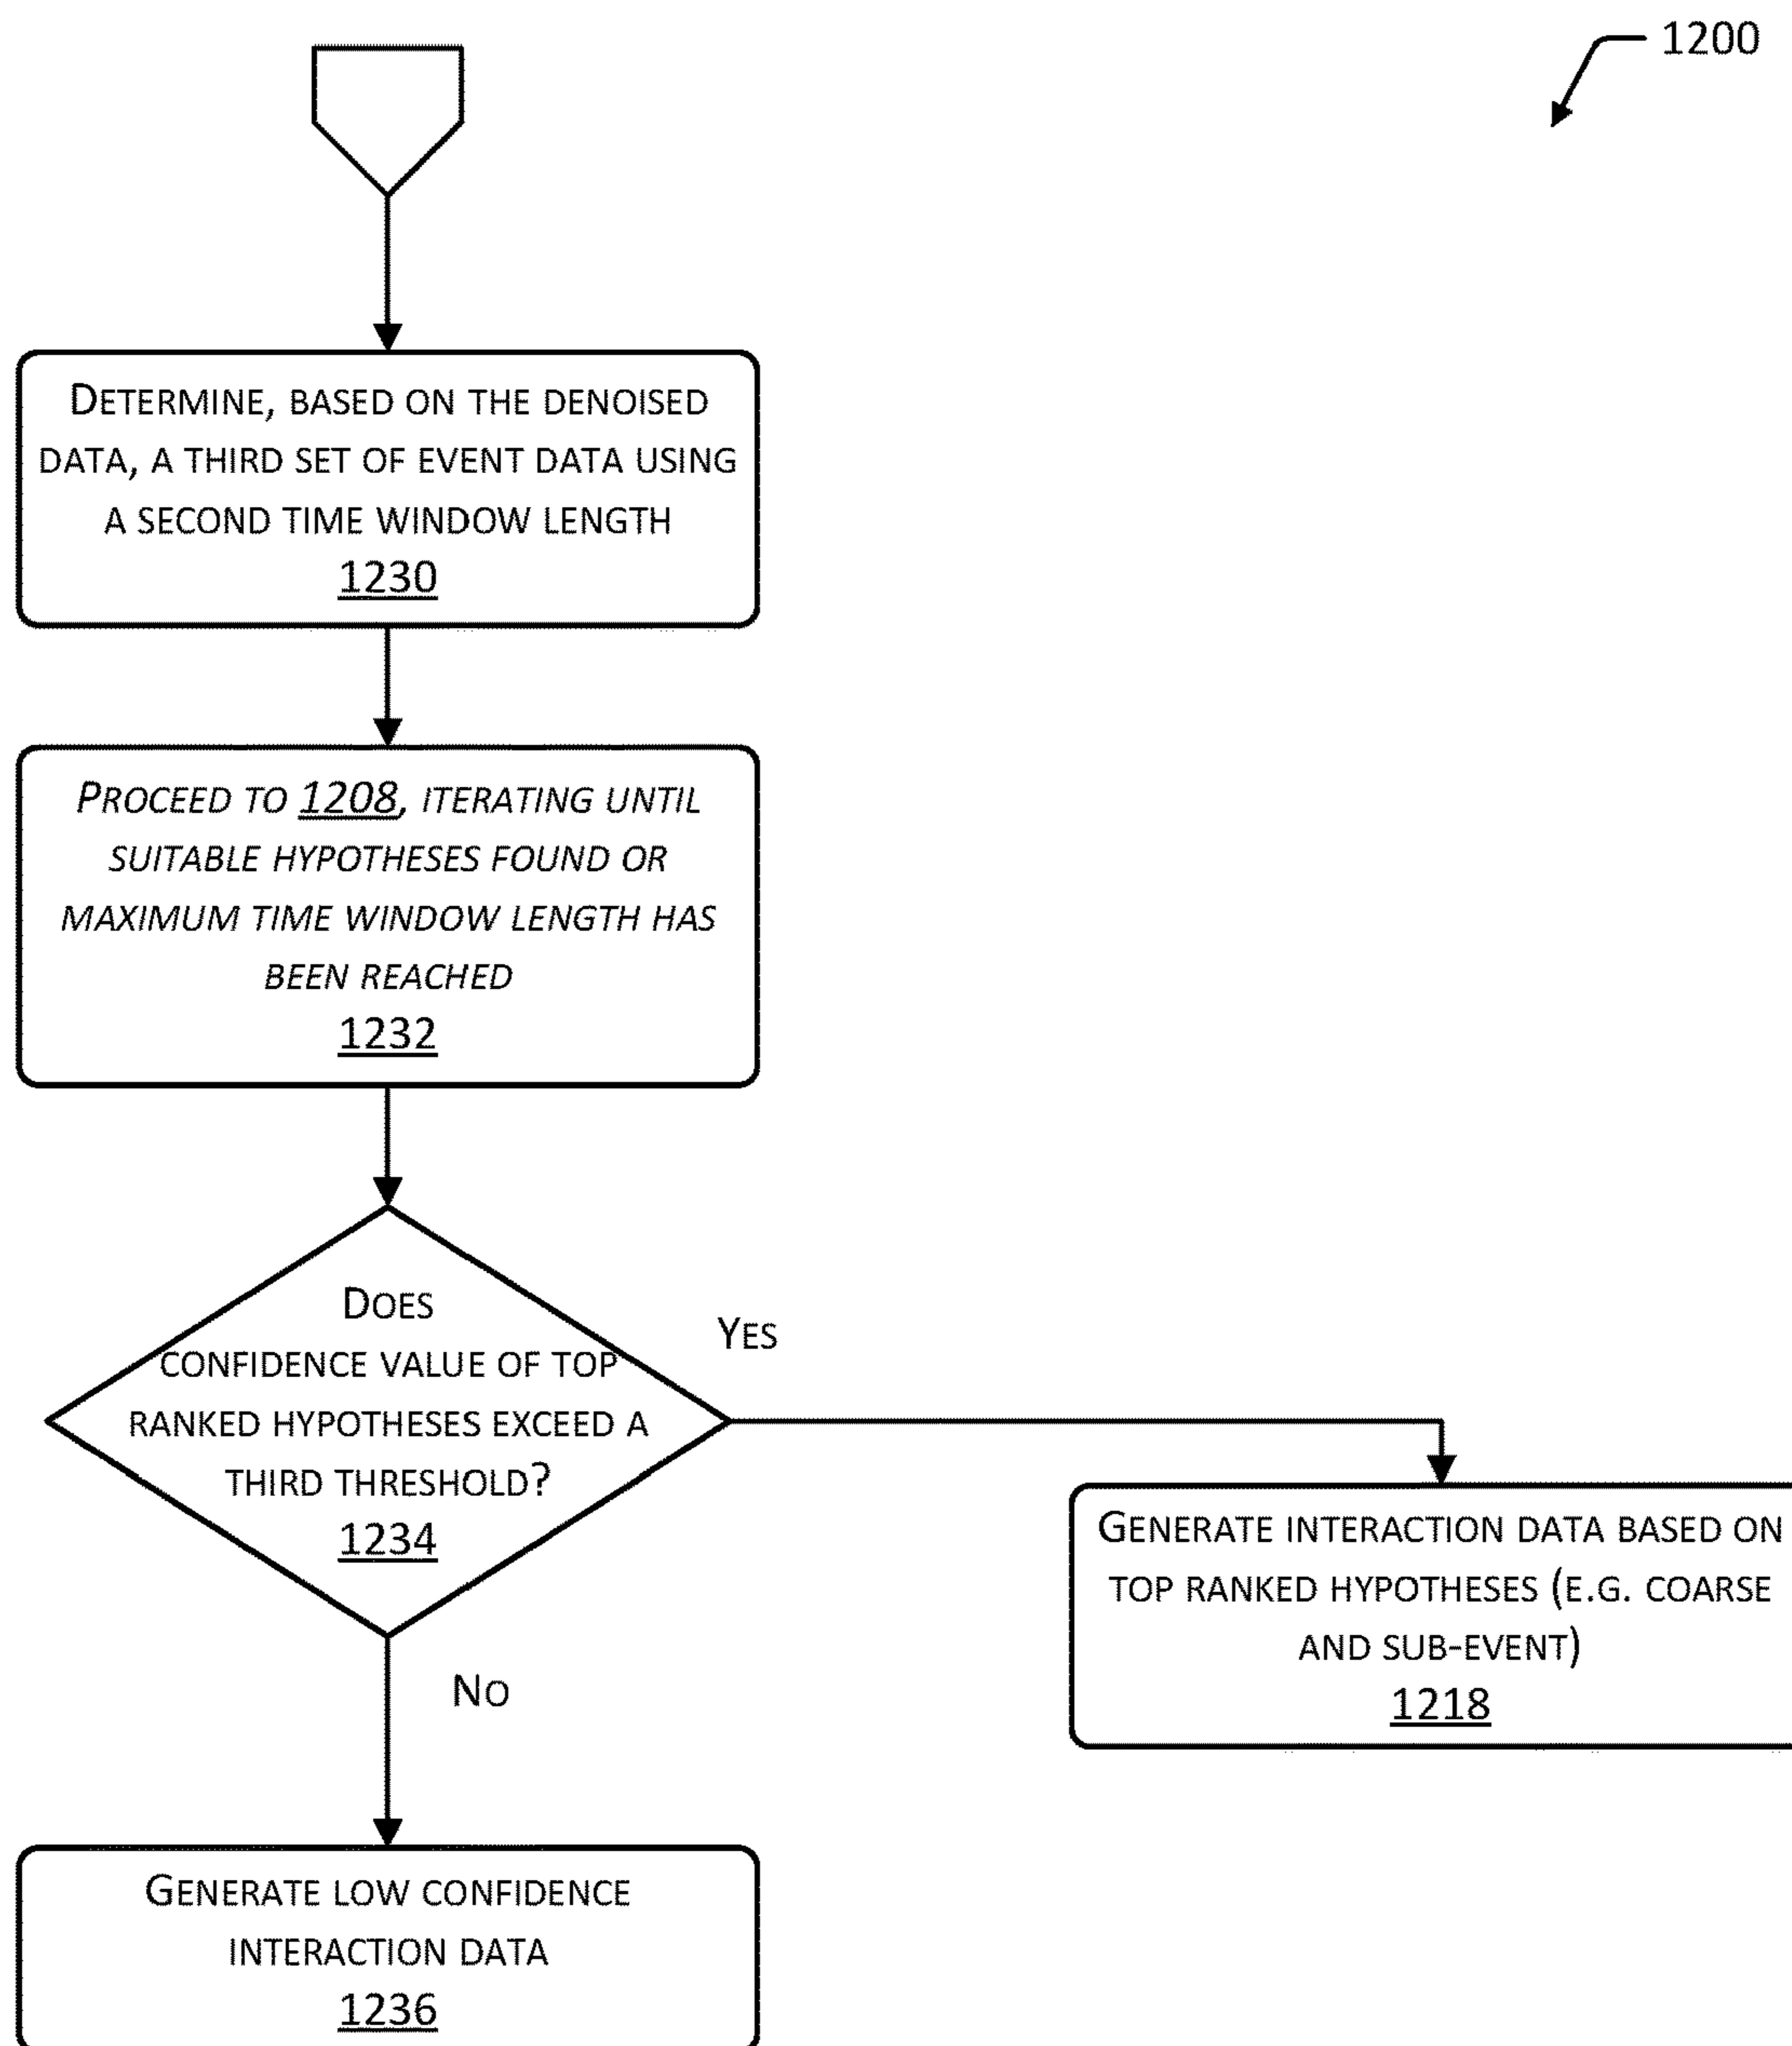 1200
DETERMINE, BASED ON THE DENOISED
DATA, A THIRD SET OF EVENT DATA USING
A SECOND TIME WINDOW LENGTH
1230
PROCEED TO 1208, ITERATING UNTIL
SUITABLE HYPOTHESES FOUND OR
MAXIMUM TIME WINDOW LENGTH HAS
BEEN REACHED
1232
DOES
CONFIDENCE VALUE OF TOP
RANKED HYPOTHESES EXCEED A
THIRD THRESHOLD?
1234
YES
GENERATE INTERACTION DATA BASED ON
TOP RANKED HYPOTHESES (E.G. COARSE
AND SUB-EVENT)
1218
NO
GENERATE LOW CONFIDENCE
INTERACTION DATA
1236